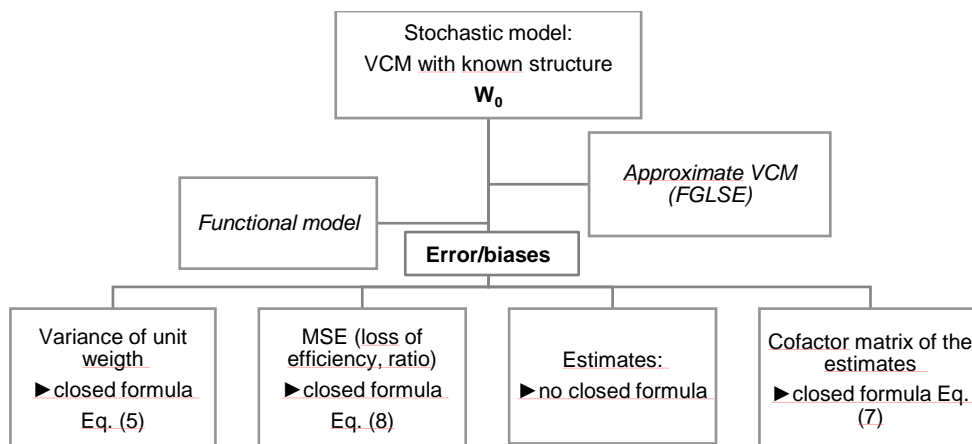 Stochastic model:
VCM with known structure
W0
Approximate VCM
(FGLSE)
Functional model
Error/biases
Variance of unit
weigth
►closed formula
Eq. (5)
MSE (loss of
efficiency, ratio)
►closed formula
Eq. (8)
Estimates:
►no closed formula
Cofactor matrix of the
estimates
►closed formula Eq.
(7)